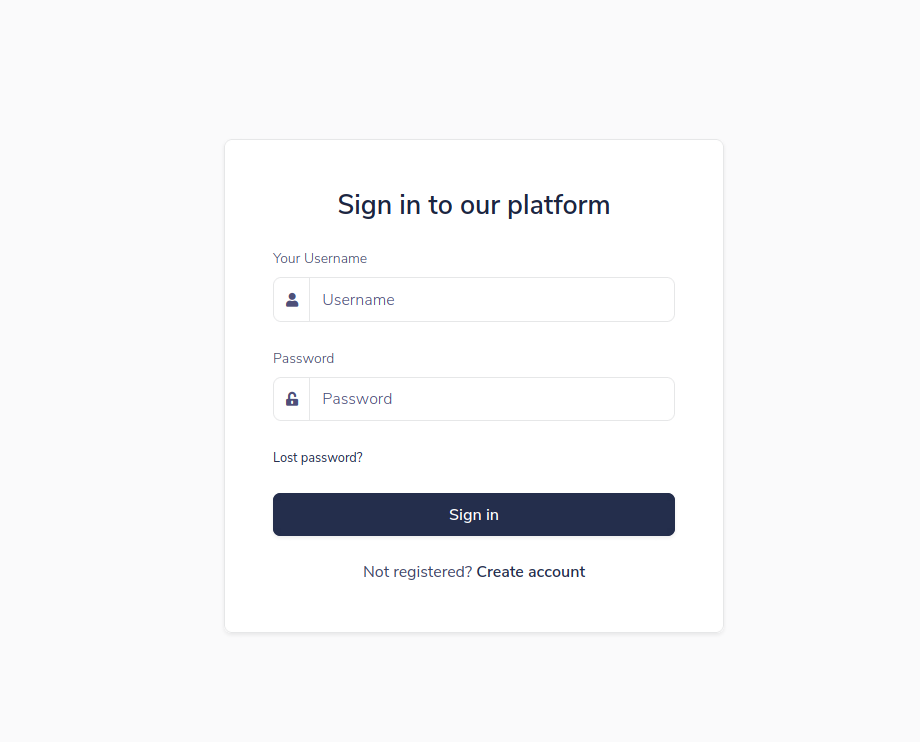 Sign in to our platform
Your Username
Username
Password
Password
Lost password?
Sign in
Not registered? Create account